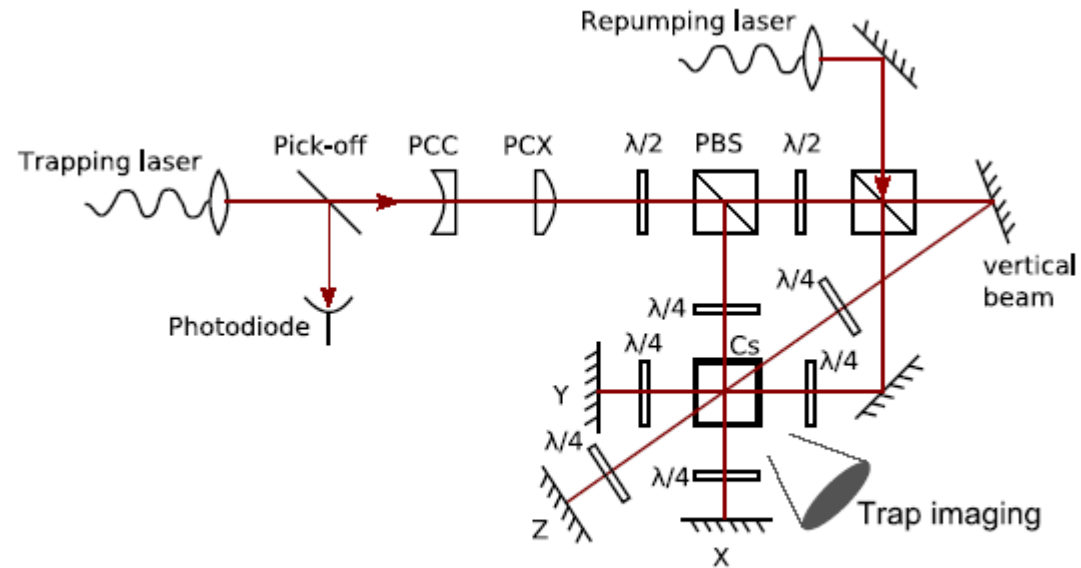 Repumping laser
Trapping laser
Pick-off
PCC
PCX
λ/2
PBS
λ/2
vertical
beam
λ/4
Photodiode
λ/4
λ/4
Cs
λ/4
Y
λ/4
λ/4
Z
X
Trap imaging